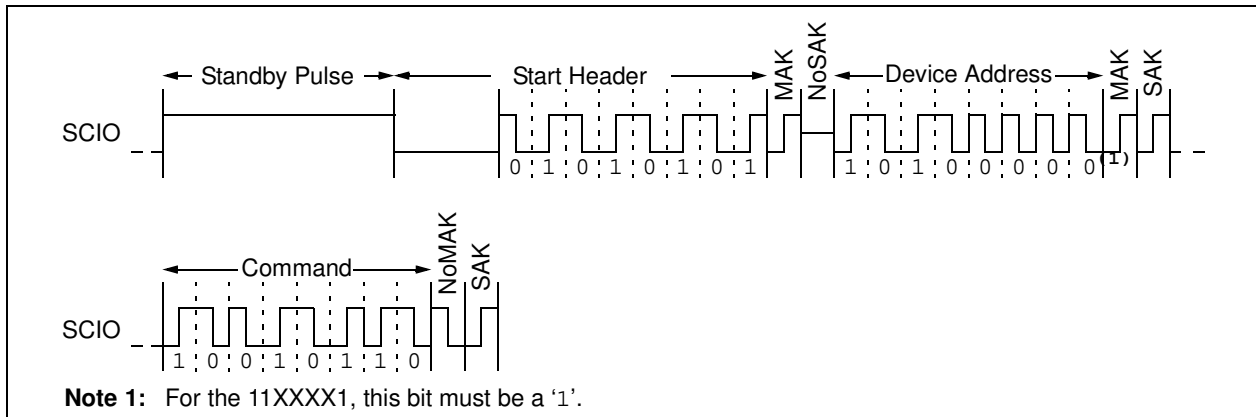 Standby Pulse Start Header MAK NoSAK Device Address MAK SAK
SCIO
0 1 0 1 0 1 0 1 1 0 1 0 0 0 0 0(1)
Command NoMAK SAK
SCIO
1 0 0 1 0 1 1 0
Note 1: For the 11XXXX1, this bit must be a ‘1’.